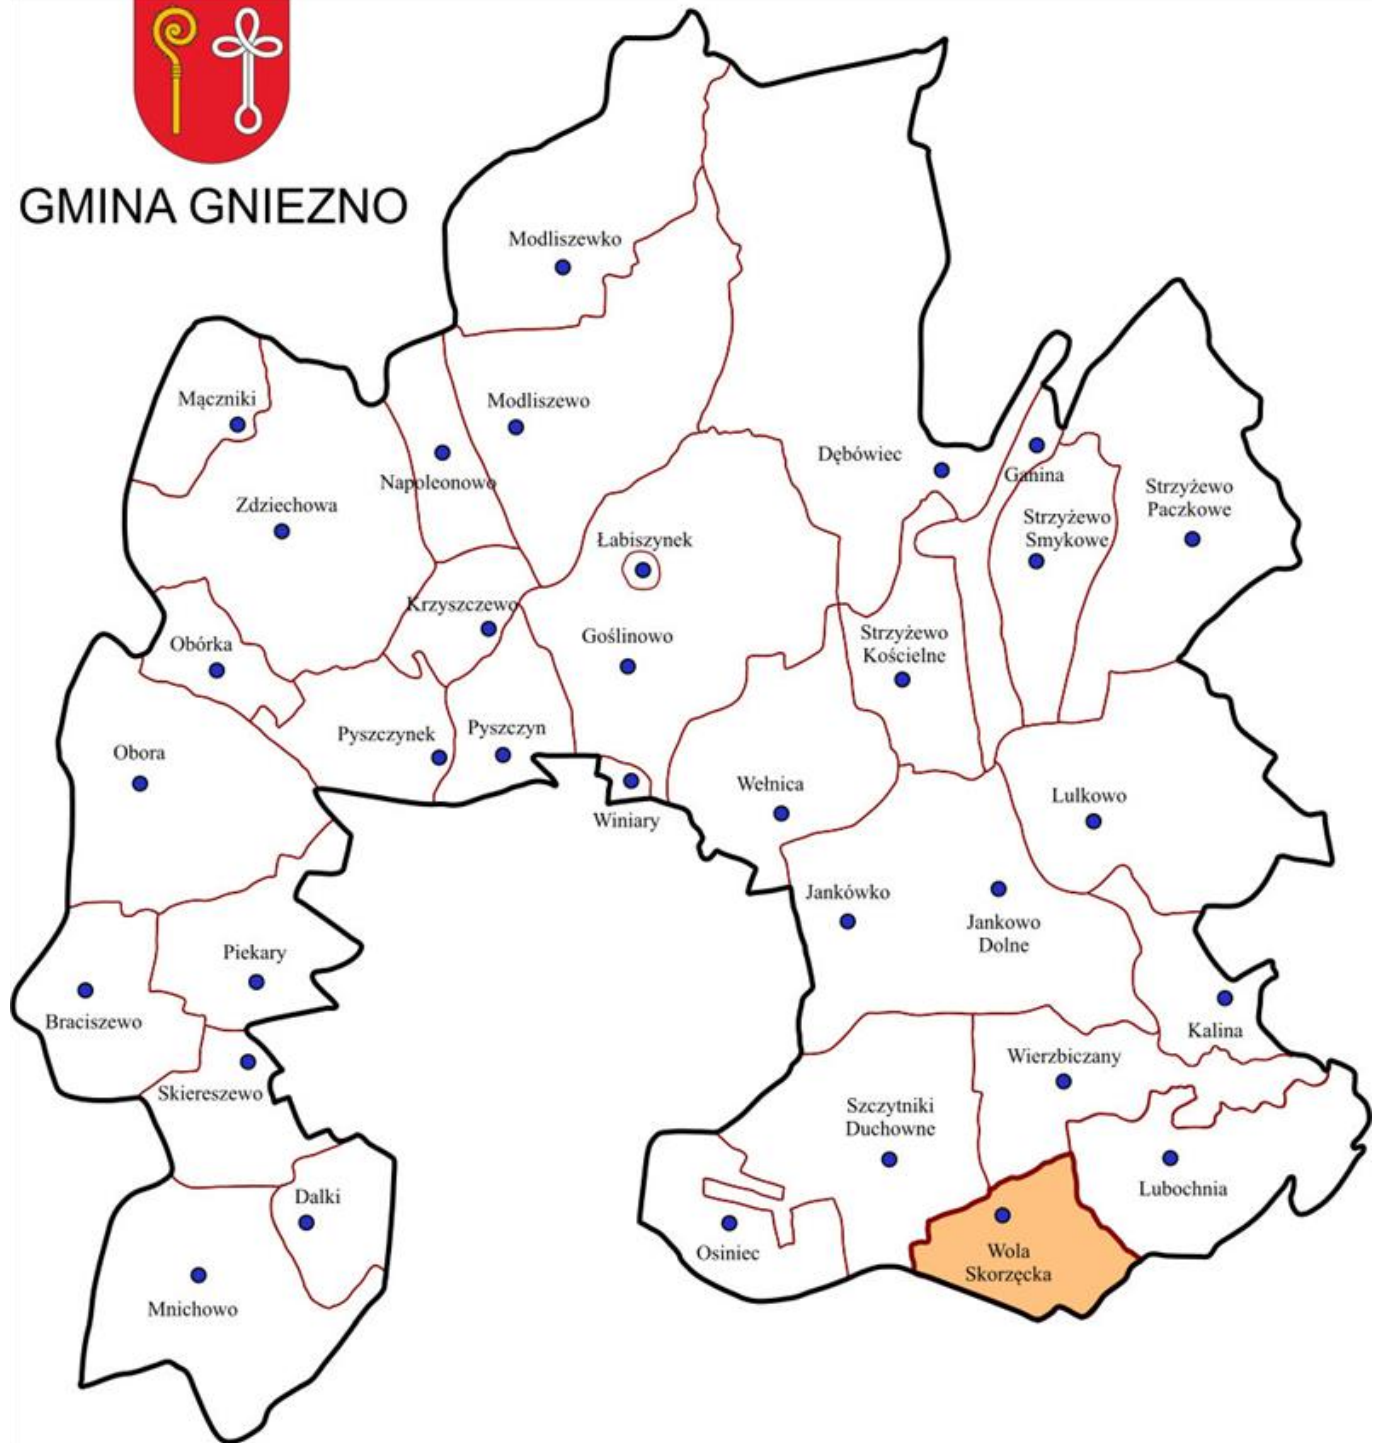 GMINA GNIEZNO
Modliszewko
Mączniki
Modliszewo
Napoleonowo
Dębówiec
Ganina
Strzyżewo
Paczkowe
Zdziechowa
Strzyżewo
Smykowe
Łabiszynek
Krzyszczewo
Goślinowo
Strzyżewo
Kościelne
Obórka
Pyszczynek
Pyszczyn
Obora
Wełnica
Lulkowo
Winiary
Jankówko
Jankowo
Dolne
Piekary
Braciszewo
Kalina
Wierzbiczany
Skiereszewo
Szczytniki
Duchowne
Dalki
Lubochnia
Osiniec
Wola
Skorzęcka
Mnichowo